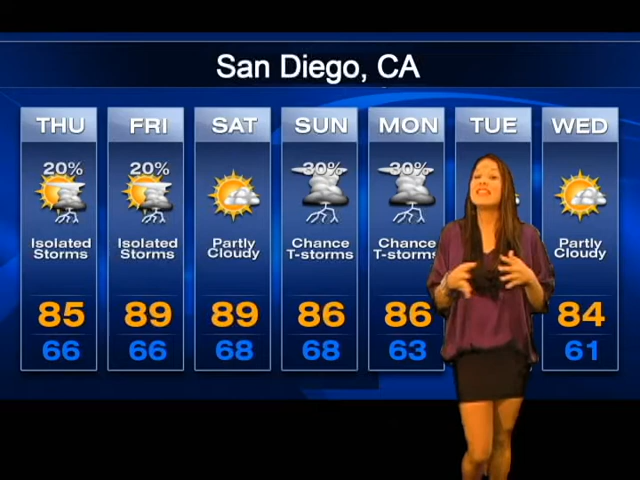 San Diego, CA
THU FRI SAT SUN MON TUE WED
20% 20% 30% 30%
Isolated Storms
Isolated Storms
Partly Cloudy
Chance T-storms
Chance T-storms
Partly Cloudy
85 89 89 86 86 84
66 66 68 68 63 61